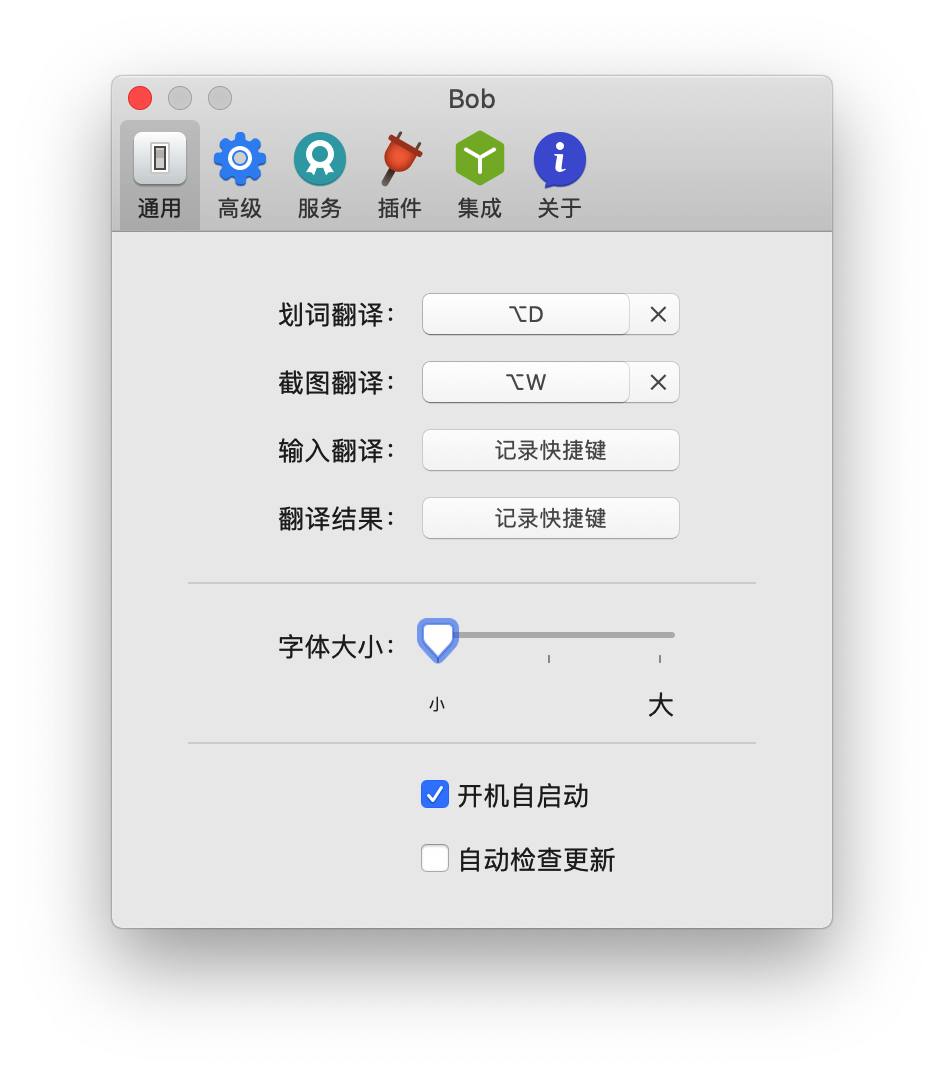 Bob
通用 高级 服务 插件 集成 关于
划词翻译： ⌥D
截图翻译： ⌥W
输入翻译： 记录快捷键
翻译结果： 记录快捷键
字体大小：
小 大
开机自启动
自动检查更新